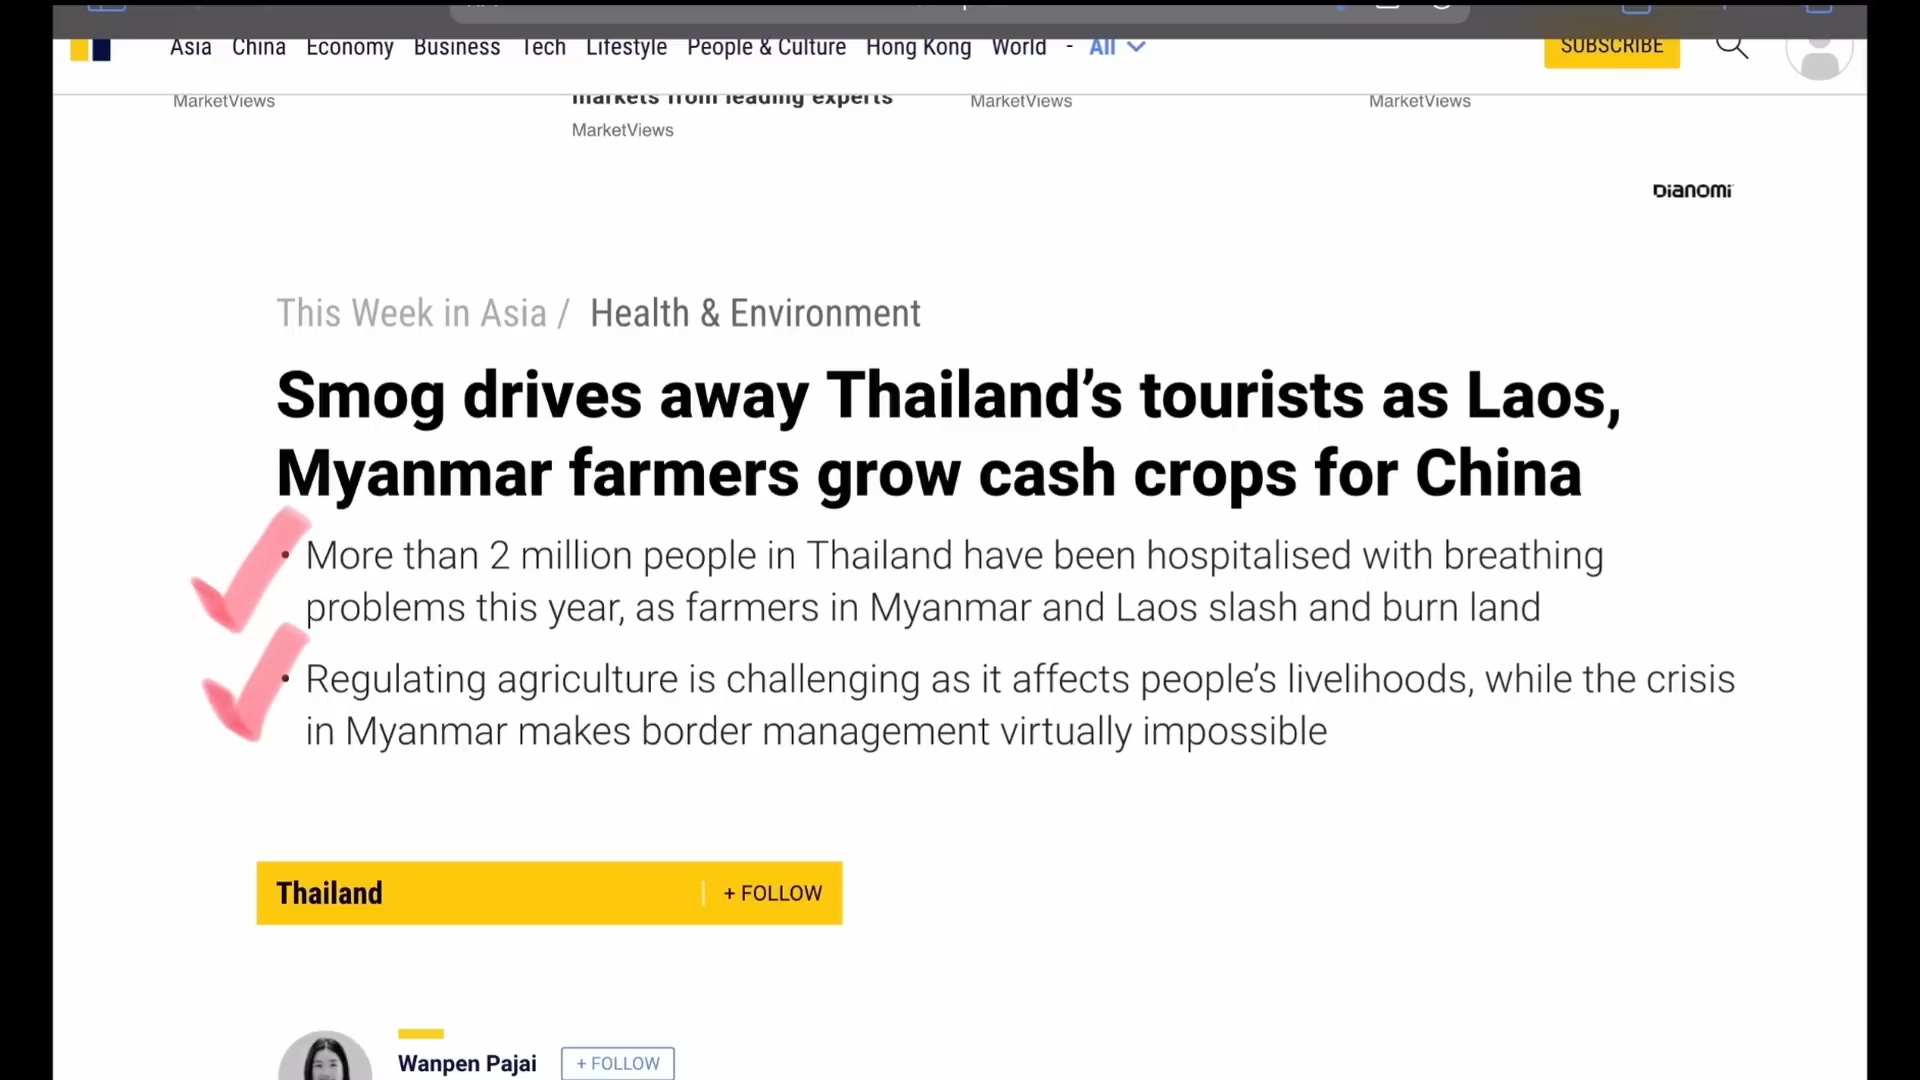 Asia China Economy Business Tech Lifestyle People & Culture Hong Kong World - All
SUBSCRIBE
MarketViews
markets from leading experts
MarketViews
MarketViews
MarketViews
Dianomi
This Week in Asia / Health & Environment
Smog drives away Thailand’s tourists as Laos,
Myanmar farmers grow cash crops for China
• More than 2 million people in Thailand have been hospitalised with breathing
problems this year, as farmers in Myanmar and Laos slash and burn land
• Regulating agriculture is challenging as it affects people’s livelihoods, while the crisis
in Myanmar makes border management virtually impossible
Thailand
+ FOLLOW
Wanpen Pajai
+ FOLLOW